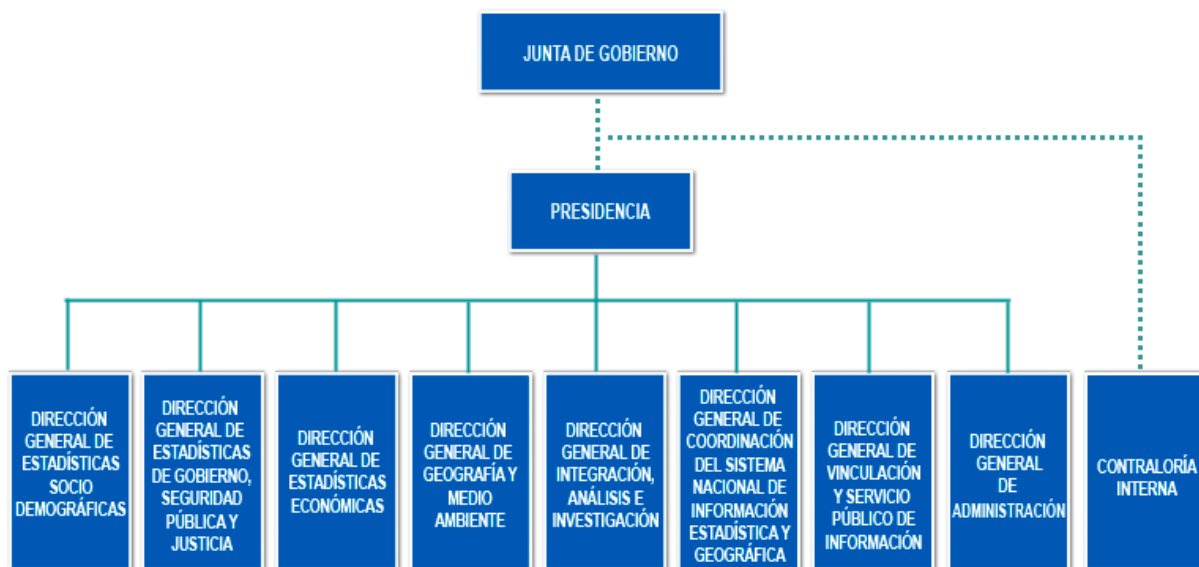 JUNTA DE GOBIERNO
PRESIDENCIA
DIRECCIÓN
GENERAL DE
ESTADÍSTICAS
SOCIO
DEMOGRÁFICAS
DIRECCIÓN
GENERAL DE
ESTADÍSTICAS
DE GOBIERNO,
SEGURIDAD
PÚBLICA Y
JUSTICIA
DIRECCIÓN
GENERAL DE
ESTADÍSTICAS
ECONÓMICAS
DIRECCIÓN
GENERAL DE
GEOGRAFÍA Y
MEDIO
AMBIENTE
DIRECCIÓN
GENERAL DE
INTEGRACIÓN,
ANÁLISIS E
INVESTIGACIÓN
DIRECCIÓN
GENERAL DE
COORDINACIÓN
DEL SISTEMA
NACIONAL DE
INFORMACIÓN
ESTADÍSTICA Y
GEOGRÁFICA
DIRECCIÓN
GENERAL DE
VINCULACIÓN
Y SERVICIO
PÚBLICO DE
INFORMACIÓN
DIRECCIÓN
GENERAL
DE
ADMINISTRACIÓN
CONTRALORÍA
INTERNA